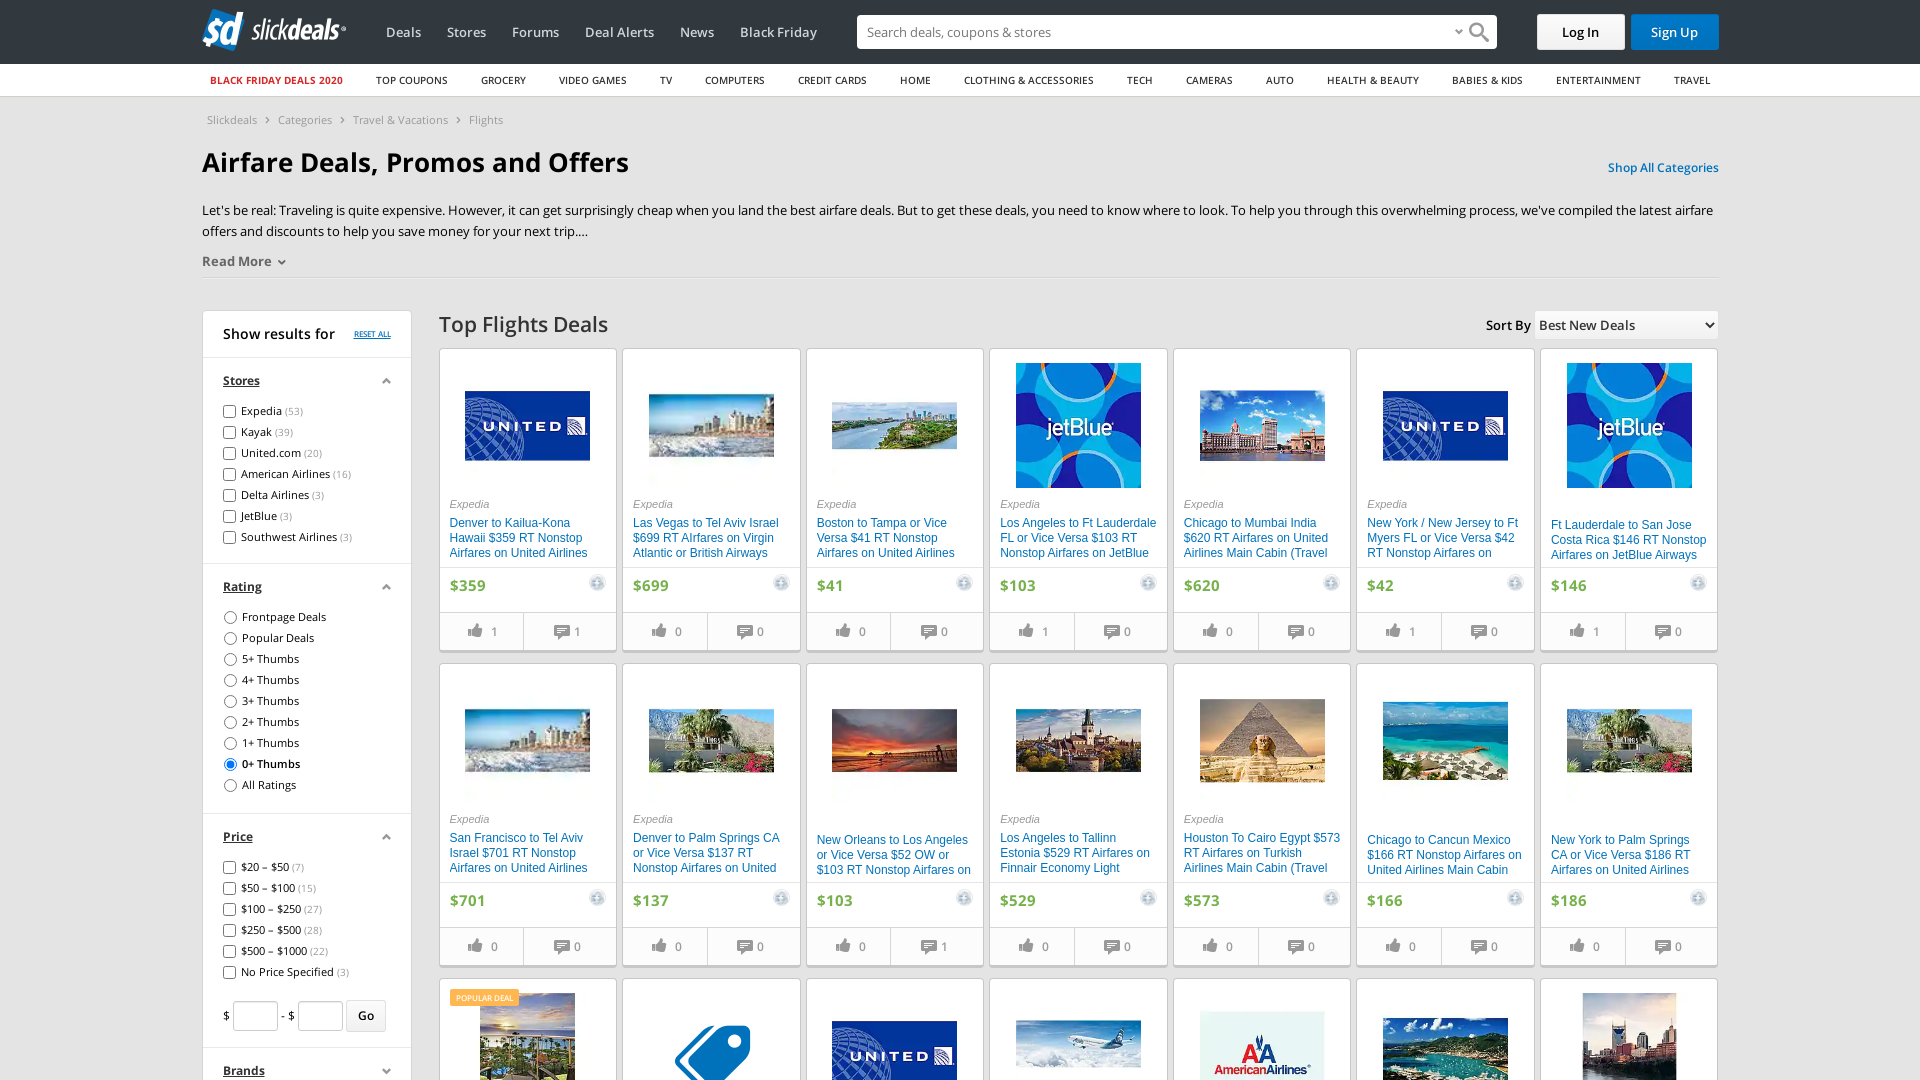 sd slickdeals
Deals Stores Forums Deal Alerts News Black Friday
Search deals, coupons & stores
Log In
Sign Up
BLACK FRIDAY DEALS 2020 TOP COUPONS GROCERY VIDEO GAMES TV COMPUTERS CREDIT CARDS HOME CLOTHING & ACCESSORIES TECH CAMERAS AUTO HEALTH & BEAUTY BABIES & KIDS ENTERTAINMENT TRAVEL
Slickdeals › Categories › Travel & Vacations › Flights
Airfare Deals, Promos and Offers
Shop All Categories
Let's be real: Traveling is quite expensive. However, it can get surprisingly cheap when you land the best airfare deals. But to get these deals, you need to know where to look. To help you through this overwhelming process, we've compiled the latest airfare
offers and discounts to help you save money for your next trip....
Read More
Show results for RESET ALL
Stores
Expedia (53)
Kayak (39)
United.com (20)
American Airlines (16)
Delta Airlines (3)
JetBlue (3)
Southwest Airlines (3)
Rating
Frontpage Deals
Popular Deals
5+ Thumbs
4+ Thumbs
3+ Thumbs
2+ Thumbs
1+ Thumbs
0+ Thumbs
All Ratings
Price
$20 – $50 (7)
$50 – $100 (15)
$100 – $250 (27)
$250 – $500 (28)
$500 – $1000 (22)
No Price Specified (3)
$ - $ Go
Brands
Top Flights Deals
Sort By Best New Deals
UNITED
Expedia
Denver to Kailua-Kona
Hawaii $359 RT Nonstop
Airfares on United Airlines
$359
1 1
Expedia
Las Vegas to Tel Aviv Israel
$699 RT AIrfares on Virgin
Atlantic or British Airways
$699
0 0
Expedia
Boston to Tampa or Vice
Versa $41 RT Nonstop
Airfares on United Airlines
$41
0 0
jetBlue
Expedia
Los Angeles to Ft Lauderdale
FL or Vice Versa $103 RT
Nonstop Airfares on JetBlue
$103
1 0
Expedia
Chicago to Mumbai India
$620 RT Airfares on United
Airlines Main Cabin (Travel
$620
0 0
UNITED
Expedia
New York / New Jersey to Ft
Myers FL or Vice Versa $42
RT Nonstop Airfares on
$42
1 0
jetBlue
Ft Lauderdale to San Jose
Costa Rica $146 RT Nonstop
Airfares on JetBlue Airways
$146
1 0
Expedia
San Francisco to Tel Aviv
Israel $701 RT Nonstop
Airfares on United Airlines
$701
0 0
Expedia
Denver to Palm Springs CA
or Vice Versa $137 RT
Nonstop Airfares on United
$137
0 0
New Orleans to Los Angeles
or Vice Versa $52 OW or
$103 RT Nonstop Airfares on
$103
0 1
Expedia
Los Angeles to Tallinn
Estonia $529 RT Airfares on
Finnair Economy Light
$529
0 0
Expedia
Houston To Cairo Egypt $573
RT Airfares on Turkish
Airlines Main Cabin (Travel
$573
0 0
Chicago to Cancun Mexico
$166 RT Nonstop Airfares on
United Airlines Main Cabin
$166
0 0
New York to Palm Springs
CA or Vice Versa $186 RT
Airfares on United Airlines
$186
0 0
POPULAR DEAL
UNITED
AA
AmericanAirlines